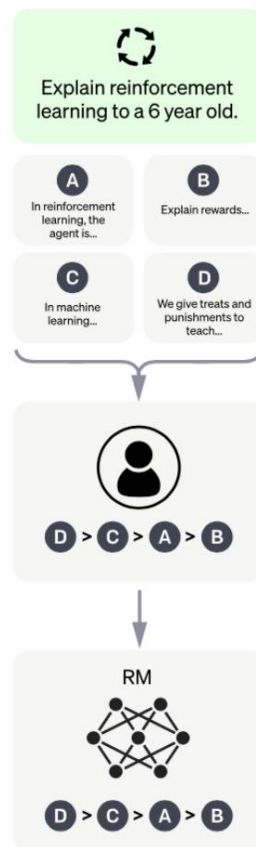 Explain reinforcement
learning to a 6 year old.
A
In reinforcement
learning, the
agent is...
B
Explain rewards...
C
In machine
learning...
D
We give treats and
punishments to
teach...
D > C > A > B
RM
D > C > A > B